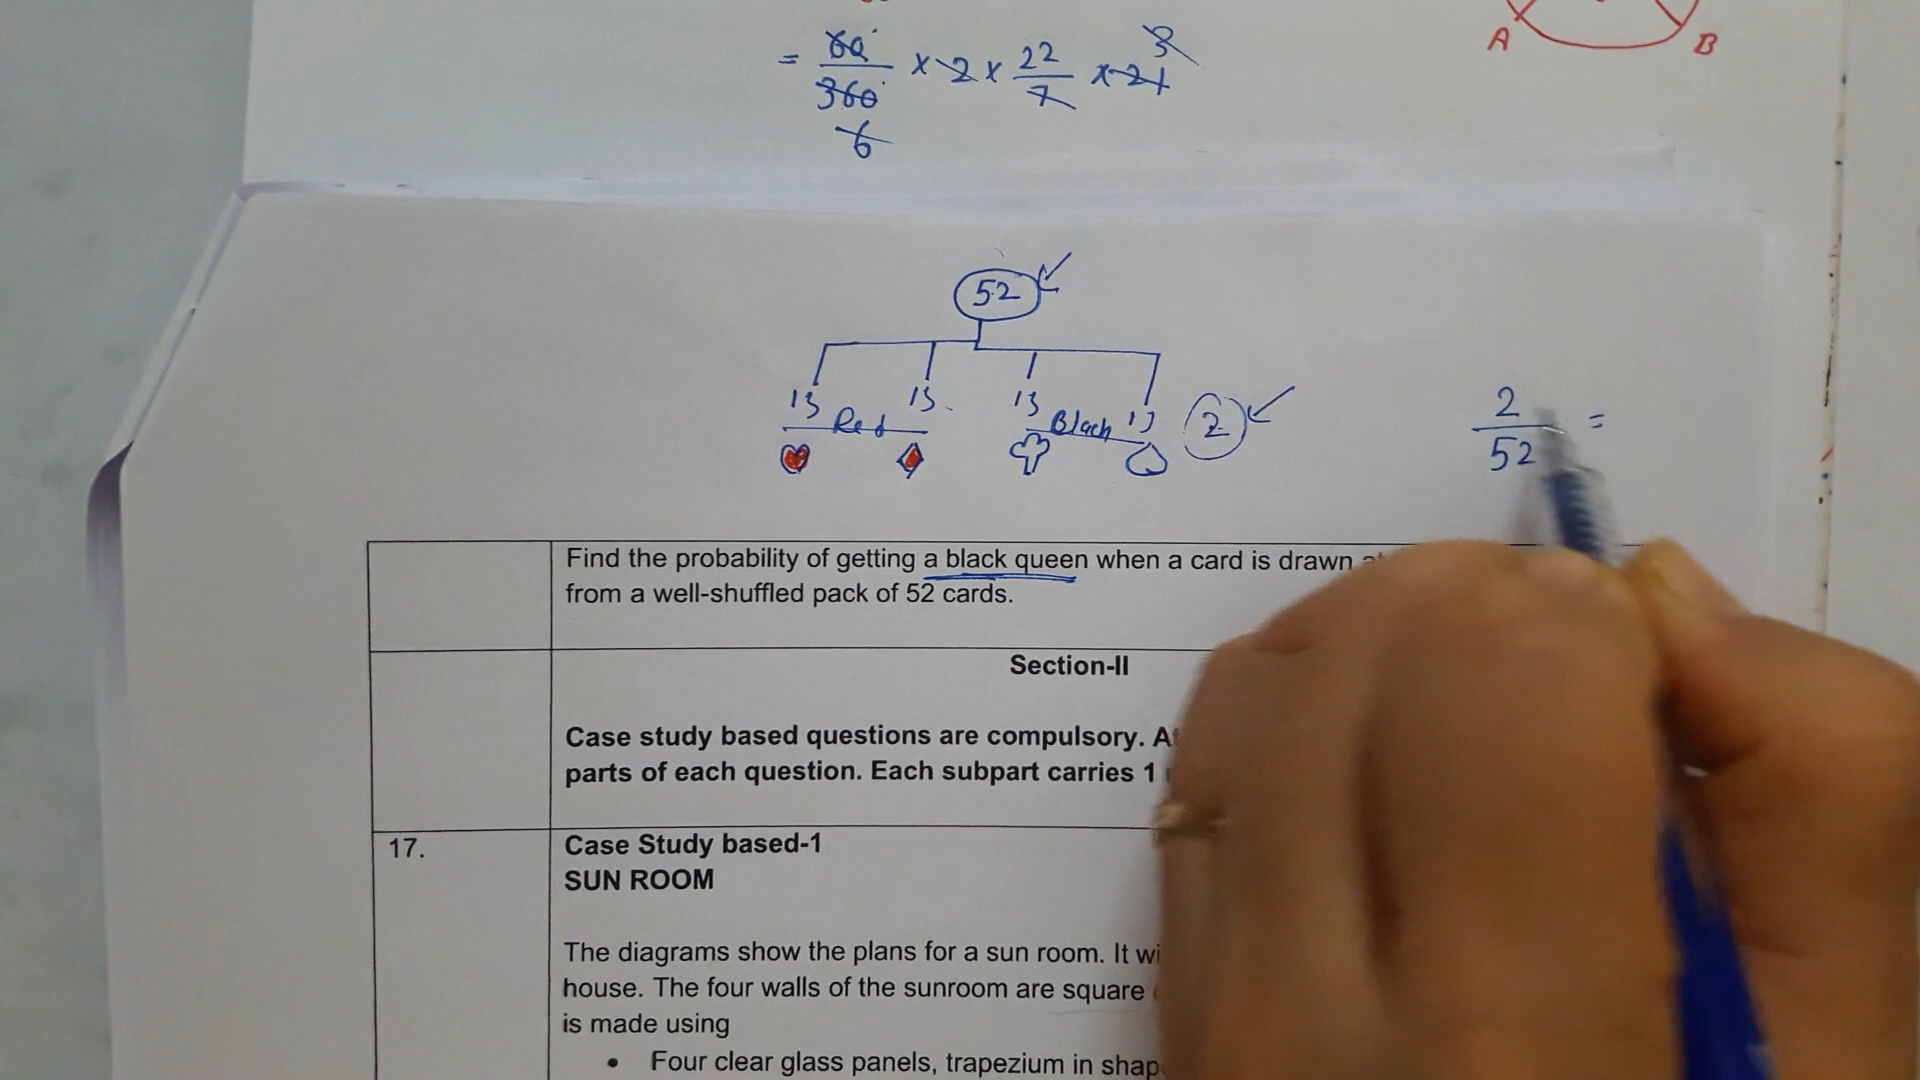 A B
= 60° / 360° × 2 × 22 / 7 × 21 3
6
52
13 Red 13 13 Black 13 2
2 / 52 =
Find the probability of getting a black queen when a card is drawn
from a well-shuffled pack of 52 cards.
Section-II
Case study based questions are compulsory.
parts of each question. Each subpart carries 1
17. Case Study based-1
SUN ROOM
The diagrams show the plans for a sun room. It
house. The four walls of the sunroom are square
is made using
• Four clear glass panels, trapezium in